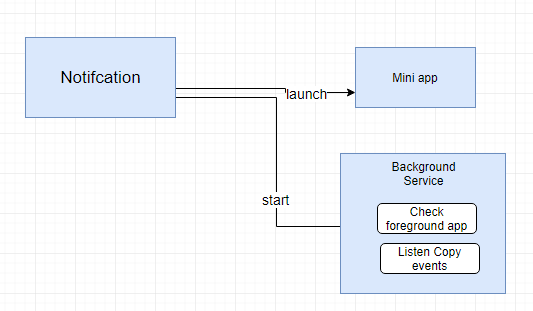 Notifcation
Mini app
launch
Background
Service
start
Check
foreground app
Listen Copy
events